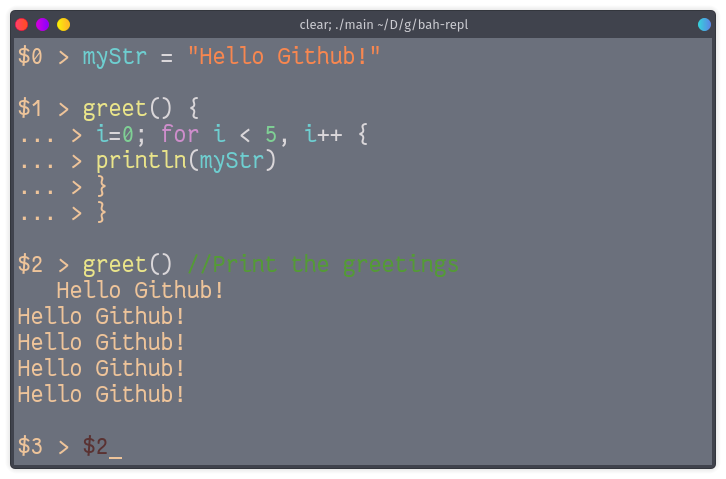 clear; ./main ~/D/g/bah-repl
$0 > myStr = "Hello Github!"
$1 > greet() {
... > i=0; for i < 5, i++ {
... > println(myStr)
... > }
... > }
$2 > greet() //Print the greetings
Hello Github!
Hello Github!
Hello Github!
Hello Github!
Hello Github!
$3 > $2_